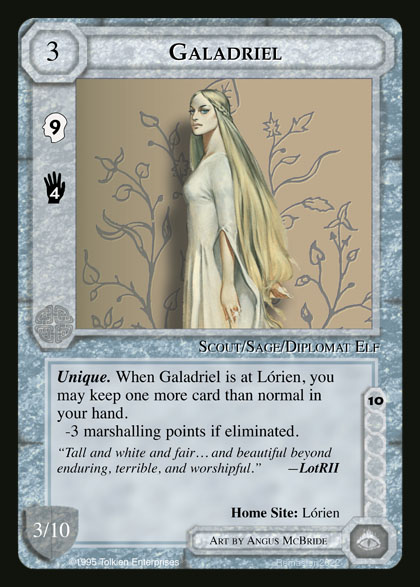 3
GALADRIEL
9
4
SCOUT/SAGE/DIPLOMAT ELF
Unique. When Galadriel is at Lórien, you
may keep one more card than normal in
your hand.
-3 marshalling points if eliminated.
10
“Tall and white and fair… and beautiful beyond
enduring, terrible, and worshipful.” —LotRII
Home Site: Lórien
3/10
ART BY ANGUS MCBRIDE
©1995 Tolkien Enterprises